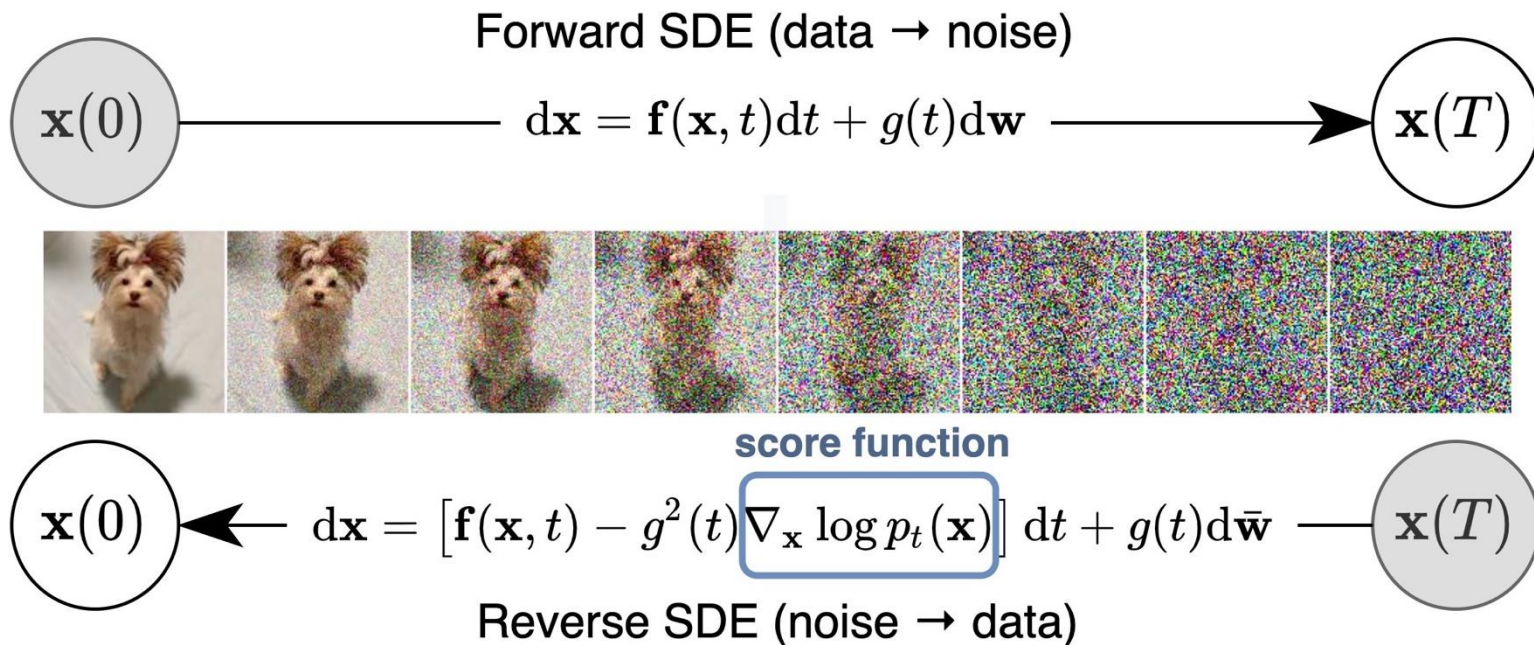 Forward SDE (data → noise)
x(0) dx = f(x, t)dt + g(t)dw x(T)
score function
x(0) dx = [f(x, t) − g²(t)∇ₓ log pₜ(x)] dt + g(t)dw̄ x(T)
Reverse SDE (noise → data)